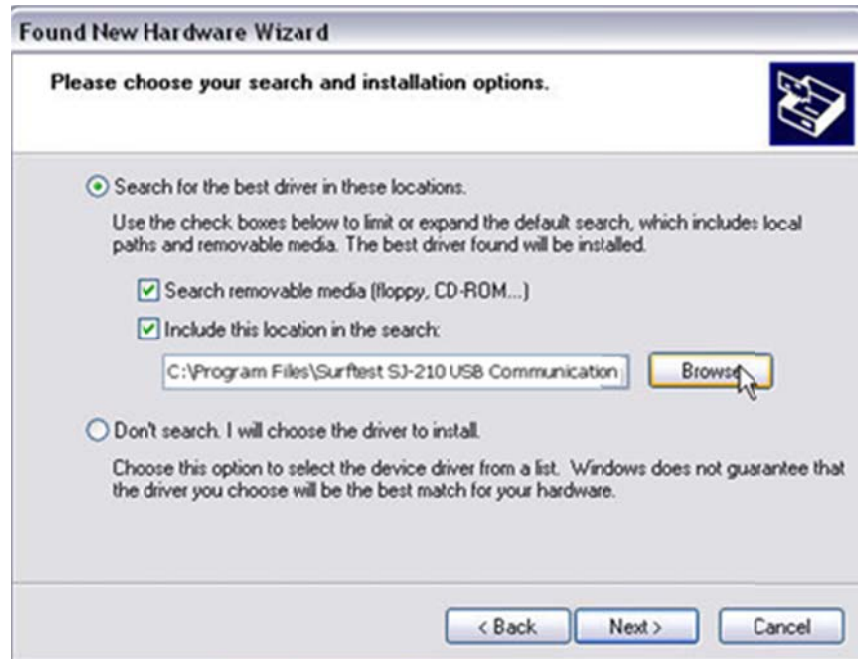 Found New Hardware Wizard
Please choose your search and installation options.
Search for the best driver in these locations.
Use the check boxes below to limit or expand the default search, which includes local
paths and removable media. The best driver found will be installed.
Search removable media (floppy, CD-ROM...)
Include this location in the search:
C:\Program Files\Surftest SJ-210 USB Communication
Browse
Don't search. I will choose the driver to install.
Choose this option to select the device driver from a list. Windows does not guarantee that
the driver you choose will be the best match for your hardware.
< Back
Next >
Cancel